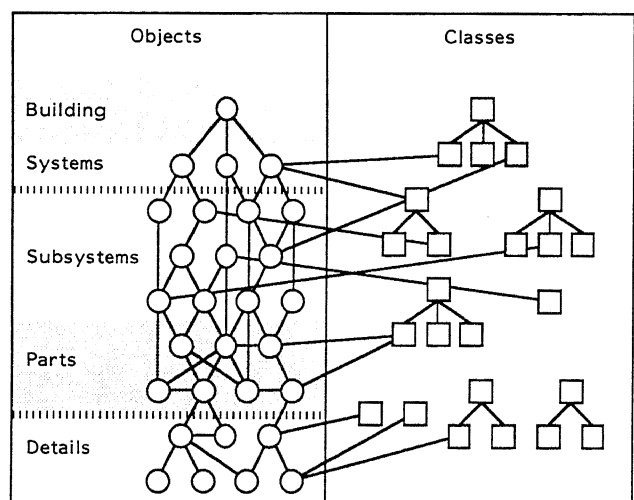 Objects
Classes
Building
Systems
Subsystems
Parts
Details